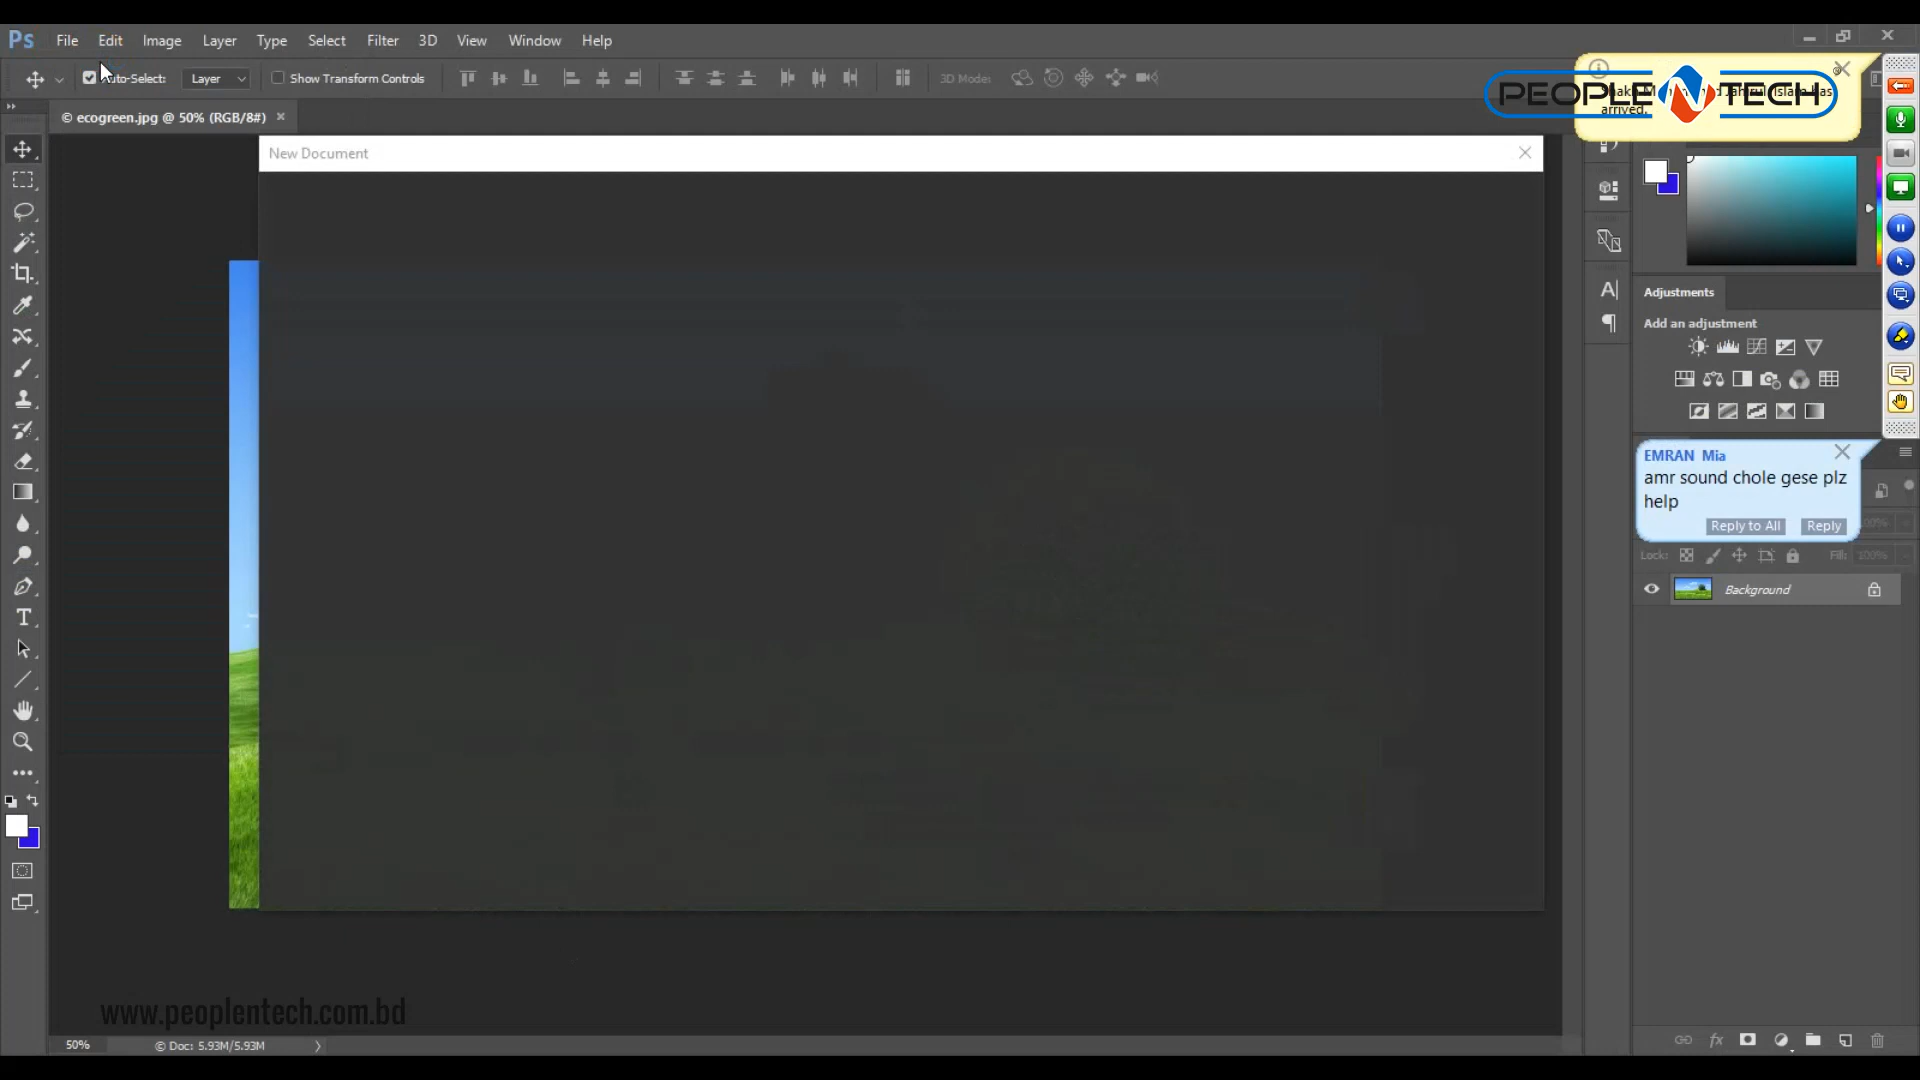 Ps File Edit Image Layer Type Select Filter 3D View Window Help
Auto-Select: Layer Show Transform Controls 3D Mode:
PEOPLE N TECH
arrived.
© ecogreen.jpg @ 50% (RGB/8#)
New Document
Adjustments
Add an adjustment
EMRAN Mia
amr sound chole gese plz
help
Reply to All Reply
Lock: Fill: 100%
Background
www.peoplentech.com.bd
50% © Doc: 5.93M/5.93M